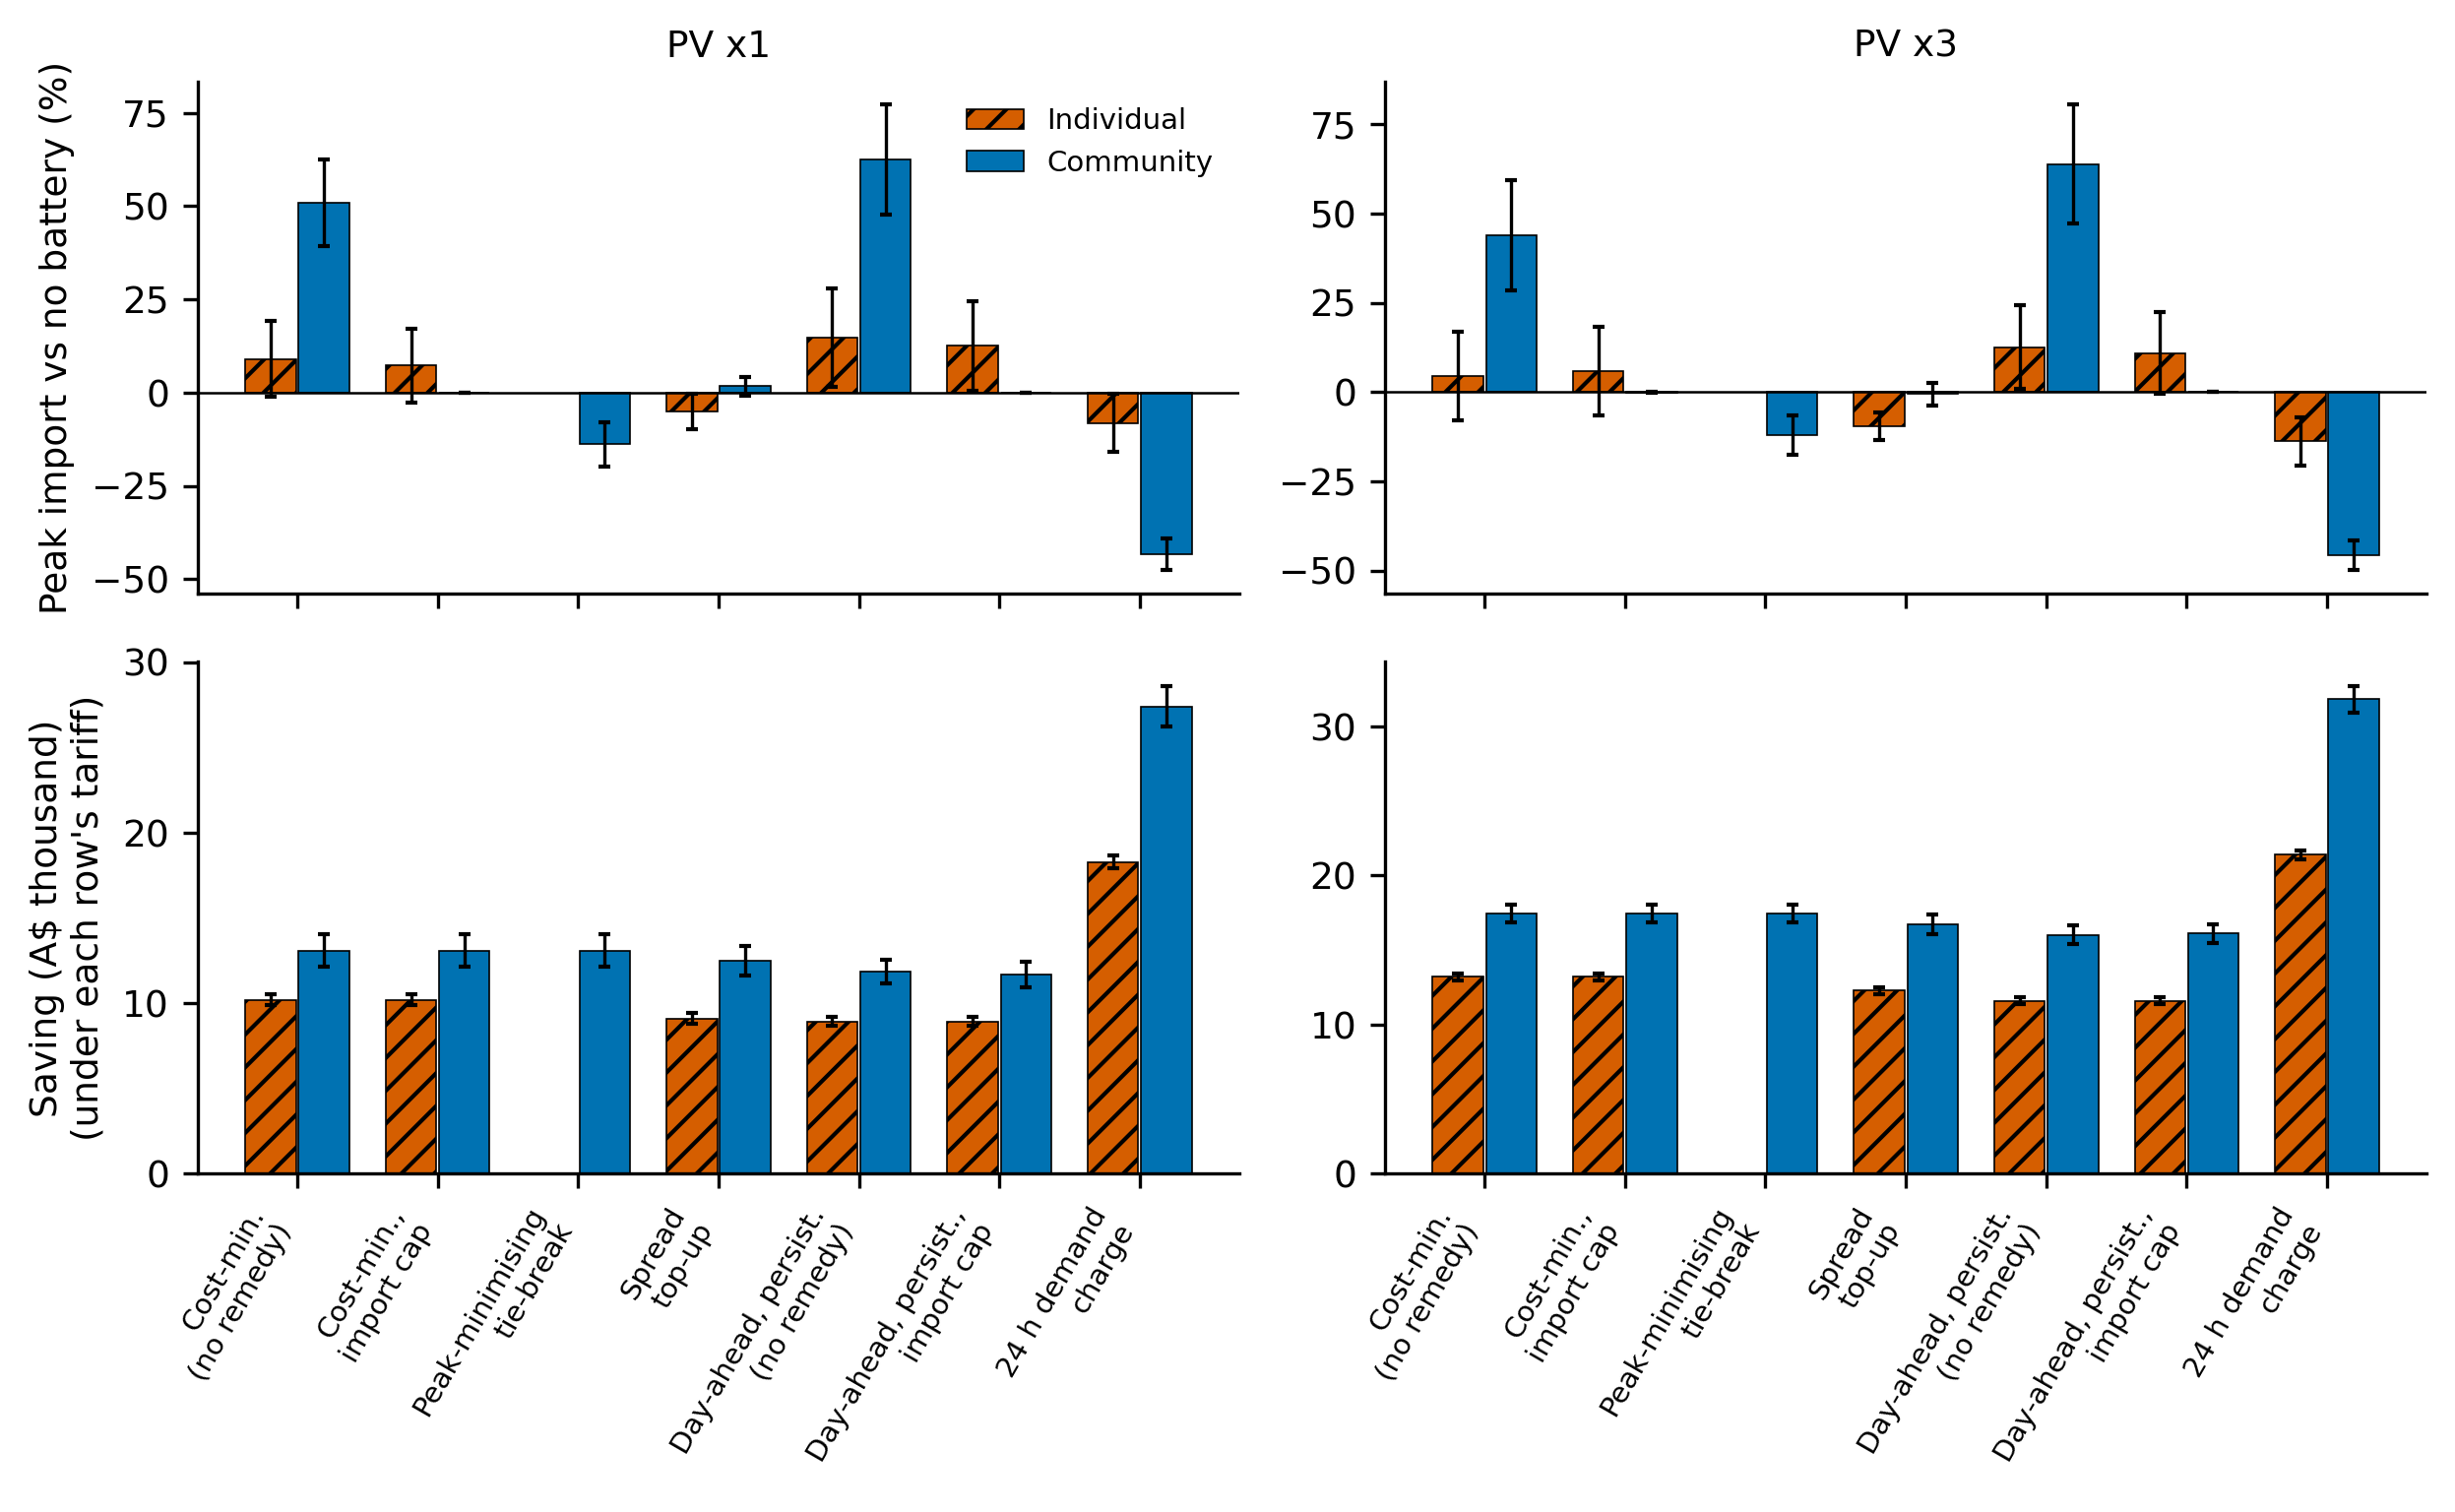 PV x1
PV x3
Peak import vs no battery (%)
75
50
25
0
−25
−50
Individual
Community
75
50
25
0
−25
−50
Saving (A$ thousand)
(under each row's tariff)
30
20
10
0
30
20
10
0
Cost-min.
(no remedy)
Cost-min.,
import cap
Peak-minimising
tie-break
Spread
top-up
Day-ahead, persist.
(no remedy)
Day-ahead, persist.,
import cap
24 h demand
charge
Cost-min.
(no remedy)
Cost-min.,
import cap
Peak-minimising
tie-break
Spread
top-up
Day-ahead, persist.
(no remedy)
Day-ahead, persist.,
import cap
24 h demand
charge